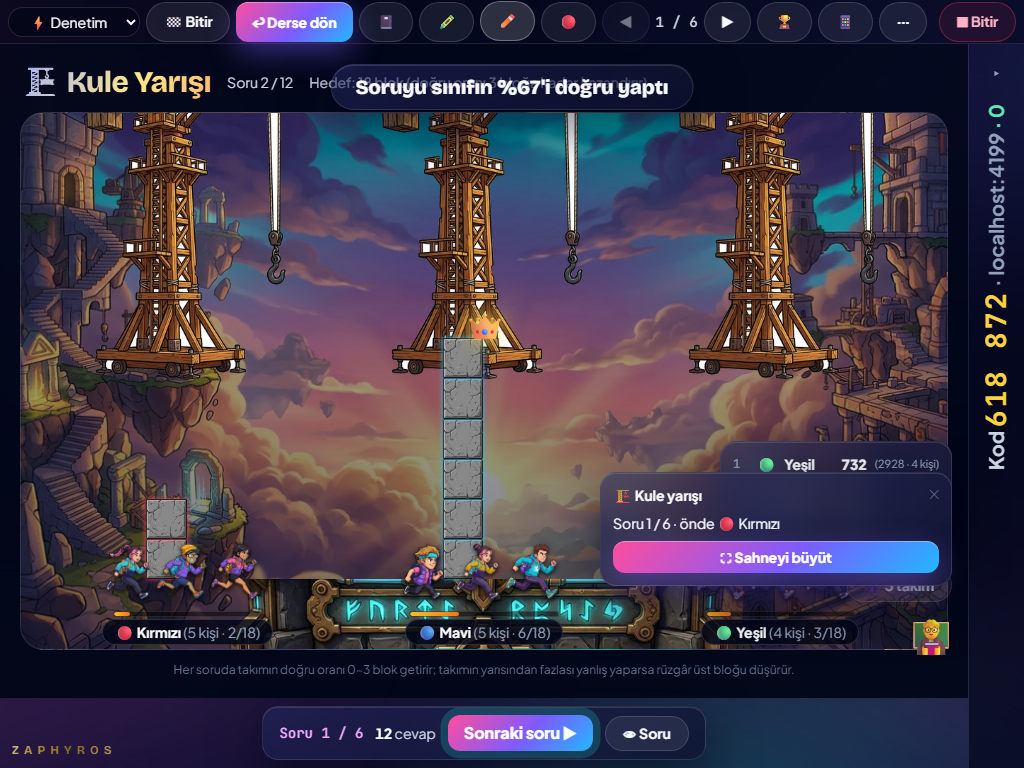 Denetim
Bitir
Derse dön
1 / 6
Bitir
Kule Yarışı
Soru 2 / 12
Soruyu sınıfın %67'i doğru yaptı
Kod 618 872 · localhost:4199 · 0
1 Yeşil 732 (2928 · 4 kişi)
Kule yarışı
Soru 1 / 6 · önde Kırmızı
Sahneyi büyüt
3 takım
Kırmızı (5 kişi · 2/18)
Mavi (5 kişi · 6/18)
Yeşil (4 kişi · 3/18)
Her soruda takımın doğru oranı 0–3 blok getirir; takımın yarısından fazlası yanlış yaparsa rüzgâr üst bloğu düşürür.
Soru 1 / 6 12 cevap Sonraki soru Soru
ZAPHYROS